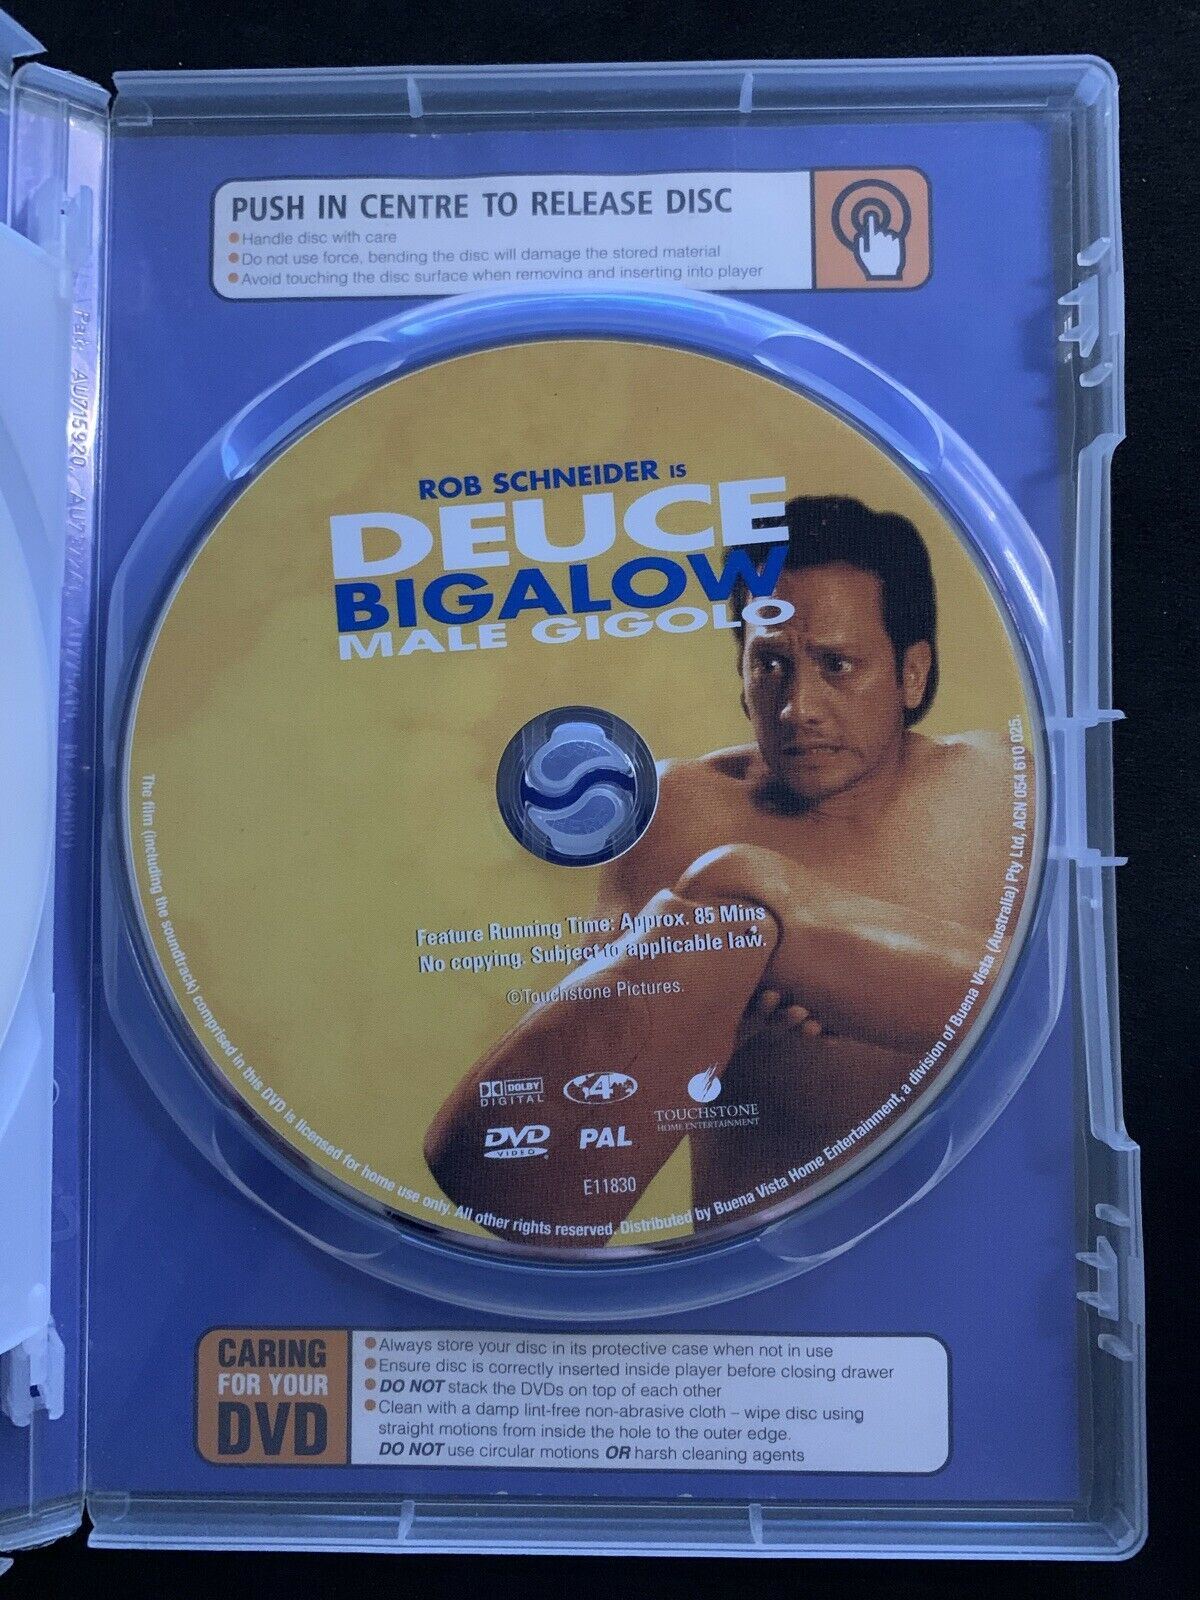 PUSH IN CENTRE TO RELEASE DISC
Handle disc with care
Do not use force, bending the disc will damage the stored material
Avoid touching the disc surface when removing and inserting into player
Pat. AU715920,
ROB SCHNEIDER IS
DEUCE
BIGALOW
MALE GIGOLO
Feature Running Time: Approx. 85 Mins
No copying. Subject to applicable law.
©Touchstone Pictures.
DOLBY
DIGITAL
4
TOUCHSTONE
HOME ENTERTAINMENT
DVD
VIDEO
PAL
E11830
The film (including the soundtrack) comprised in this DVD is licensed for home use only. All other rights reserved. Distributed by Buena Vista Home Entertainment, a division of Buena Vista (Australia) Pty Ltd, ACN 054 610 025.
CARING
FOR YOUR
DVD
Always store your disc in its protective case when not in use
Ensure disc is correctly inserted inside player before closing drawer
DO NOT stack the DVDs on top of each other
Clean with a damp lint-free non-abrasive cloth – wipe disc using
straight motions from inside the hole to the outer edge.
DO NOT use circular motions OR harsh cleaning agents